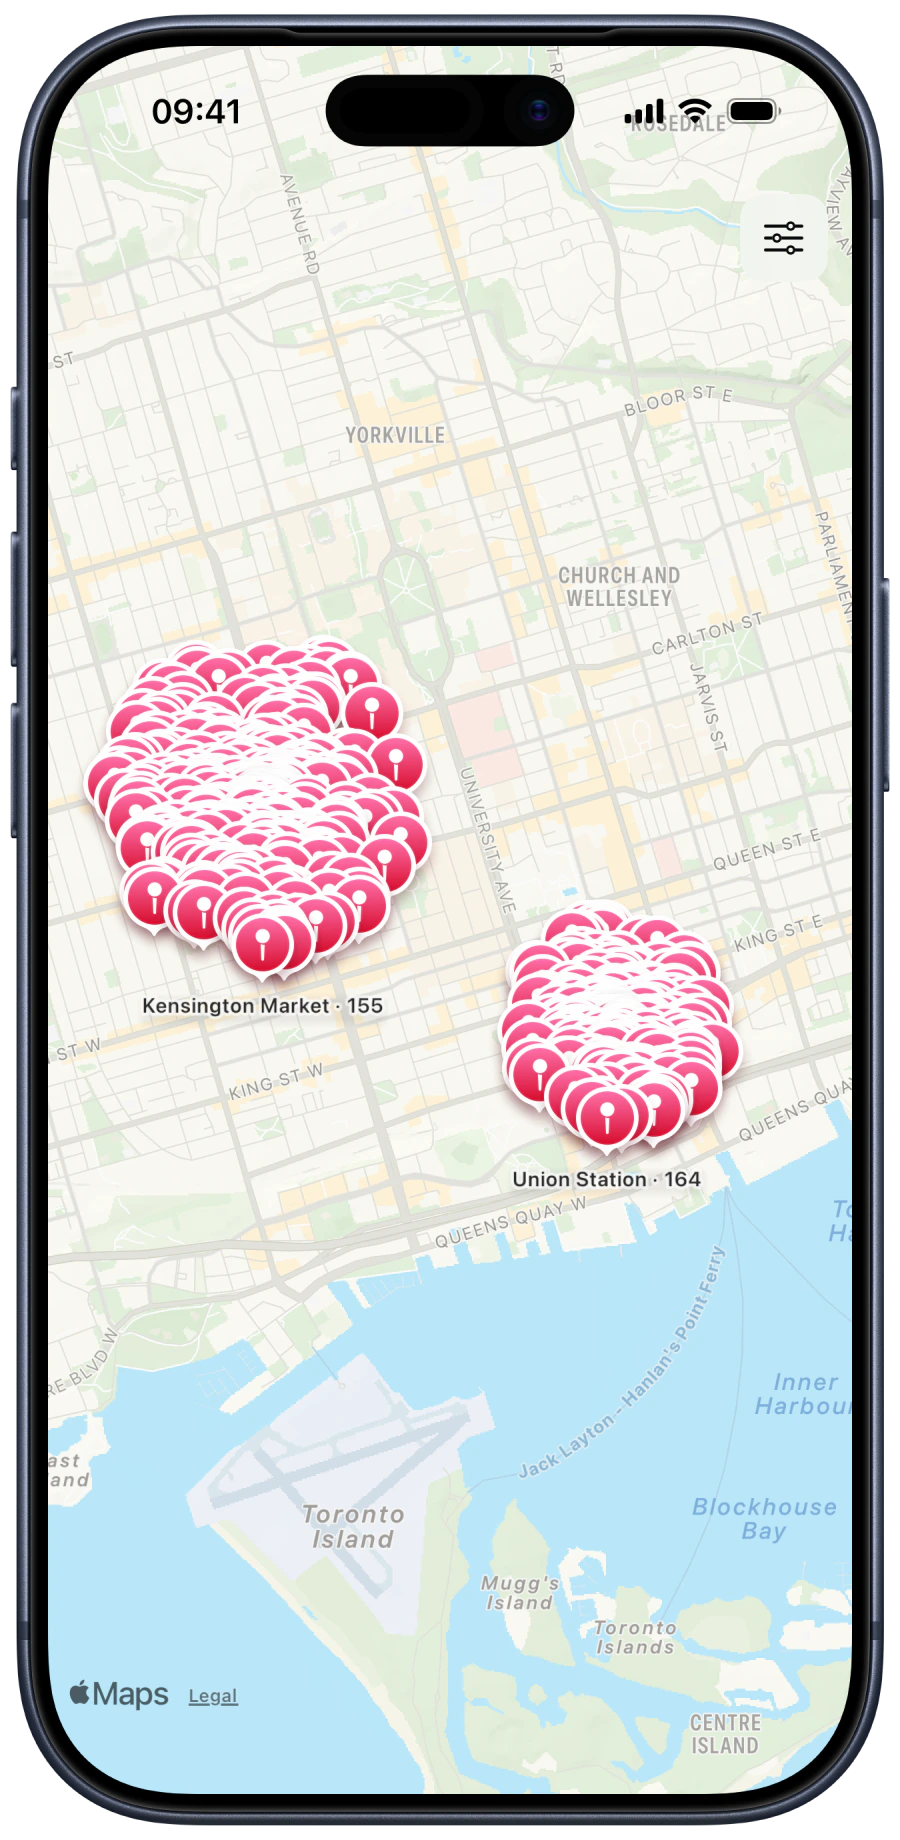 09:41
ROSEDALE
AVENUE RD
ST
BLOOR ST E
YORKVILLE
PARLIAMENT
CHURCH AND
WELLESLEY
CARLTON ST
JARVIS ST
UNIVERSITY AVE
QUEEN ST E
KING ST E
Kensington Market · 155
ST W
KING ST W
QUEENS QUAY
Union Station · 164
QUEENS QUAY W
Jack Layton - Hanlan's Point Ferry
Inner
Harbour
Toronto
Island
Blockhouse
Bay
Mugg's
Island
Toronto
Islands
Maps
Legal
CENTRE
ISLAND